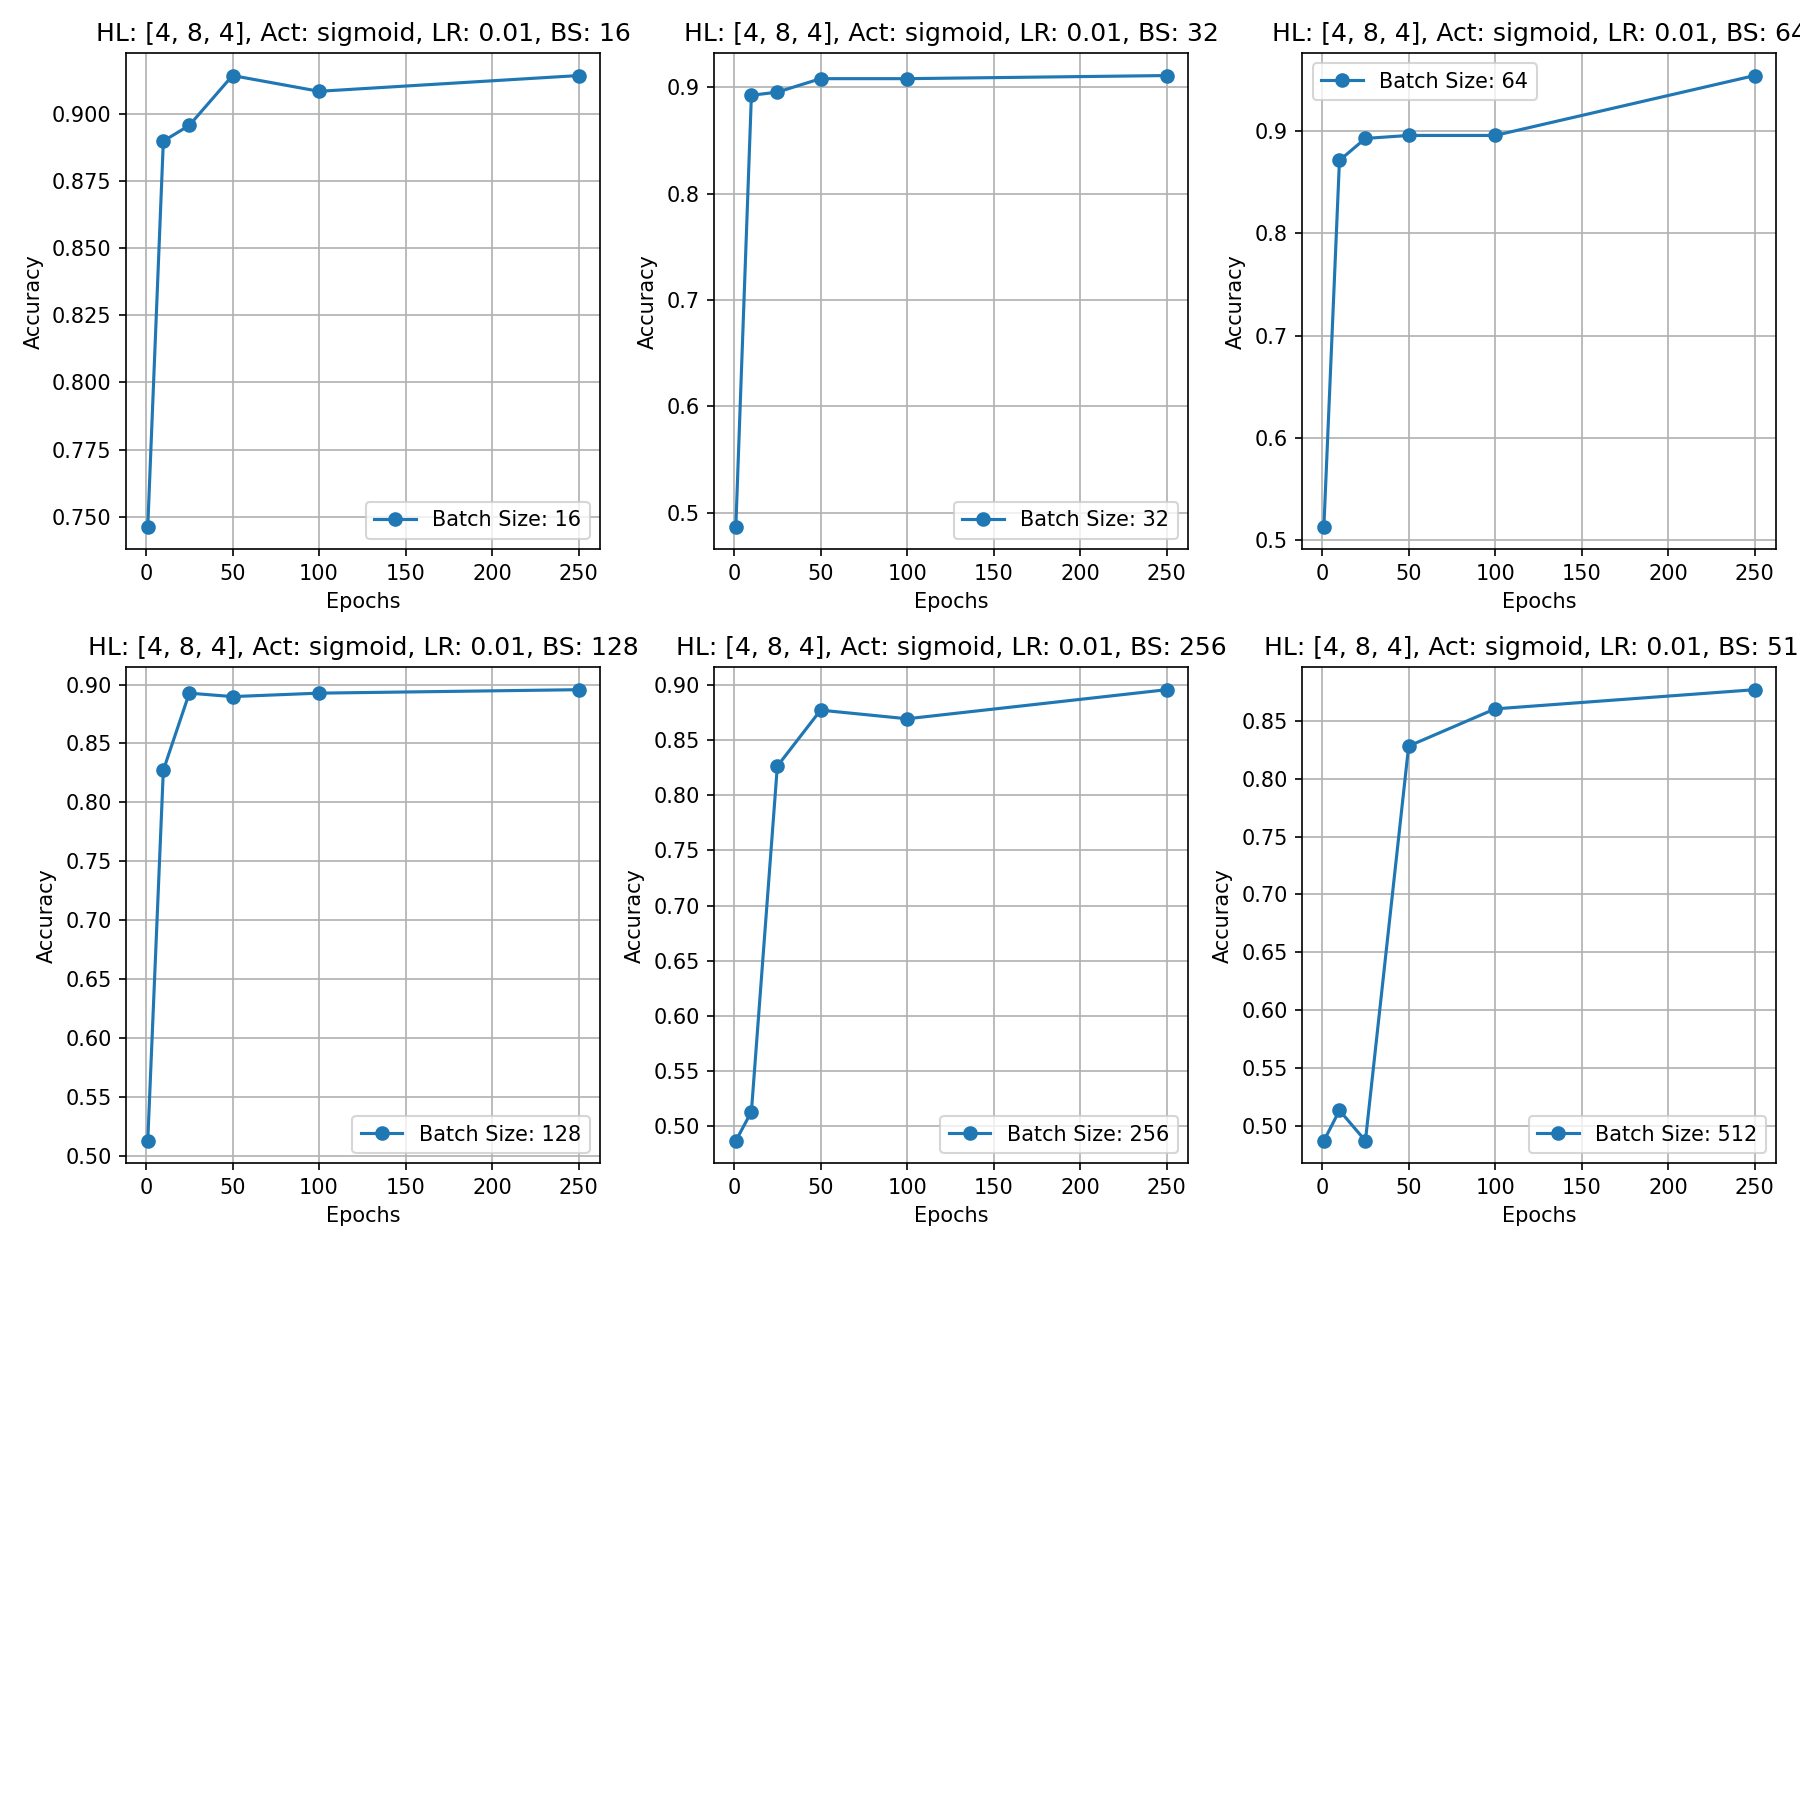 HL: [4, 8, 4], Act: sigmoid, LR: 0.01, BS: 16
0.900
0.875
0.850
0.825
0.800
0.775
0.750
Accuracy
Batch Size: 16
0 50 100 150 200 250
Epochs
HL: [4, 8, 4], Act: sigmoid, LR: 0.01, BS: 32
0.9
0.8
0.7
0.6
0.5
Accuracy
Batch Size: 32
0 50 100 150 200 250
Epochs
HL: [4, 8, 4], Act: sigmoid, LR: 0.01, BS: 64
Batch Size: 64
0.9
0.8
0.7
0.6
0.5
Accuracy
0 50 100 150 200 250
Epochs
HL: [4, 8, 4], Act: sigmoid, LR: 0.01, BS: 128
0.90
0.85
0.80
0.75
0.70
0.65
0.60
0.55
0.50
Accuracy
Batch Size: 128
0 50 100 150 200 250
Epochs
HL: [4, 8, 4], Act: sigmoid, LR: 0.01, BS: 256
0.90
0.85
0.80
0.75
0.70
0.65
0.60
0.55
0.50
Accuracy
Batch Size: 256
0 50 100 150 200 250
Epochs
HL: [4, 8, 4], Act: sigmoid, LR: 0.01, BS: 51
0.85
0.80
0.75
0.70
0.65
0.60
0.55
0.50
Accuracy
Batch Size: 512
0 50 100 150 200 250
Epochs